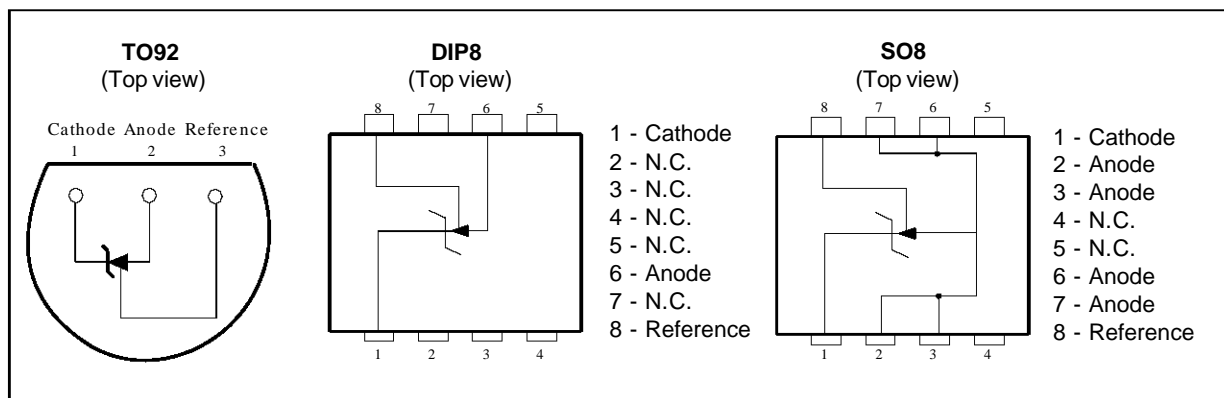 TO92
(Top view)
Cathode Anode Reference
1 2 3
DIP8
(Top view)
8 7 6 5
1 2 3 4
1 - Cathode
2 - N.C.
3 - N.C.
4 - N.C.
5 - N.C.
6 - Anode
7 - N.C.
8 - Reference
SO8
(Top view)
8 7 6 5
1 2 3 4
1 - Cathode
2 - Anode
3 - Anode
4 - N.C.
5 - N.C.
6 - Anode
7 - Anode
8 - Reference